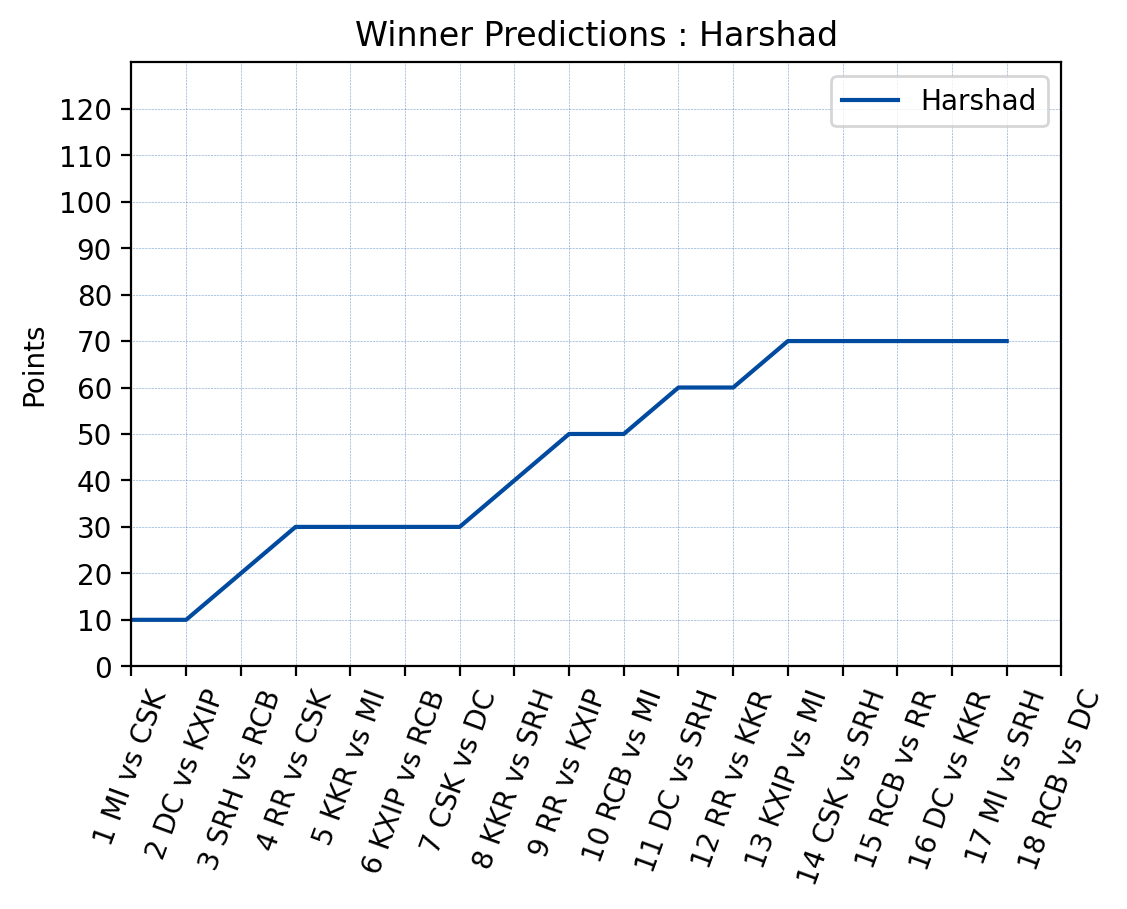 Winner Predictions : Harshad
Harshad
Points
120
110
100
90
80
70
60
50
40
30
20
10
0
1 MI vs CSK
2 DC vs KXIP
3 SRH vs RCB
4 RR vs CSK
5 KKR vs MI
6 KXIP vs RCB
7 CSK vs DC
8 KKR vs SRH
9 RR vs KXIP
10 RCB vs MI
11 DC vs SRH
12 RR vs KKR
13 KXIP vs MI
14 CSK vs SRH
15 RCB vs RR
16 DC vs KKR
17 MI vs SRH
18 RCB vs DC